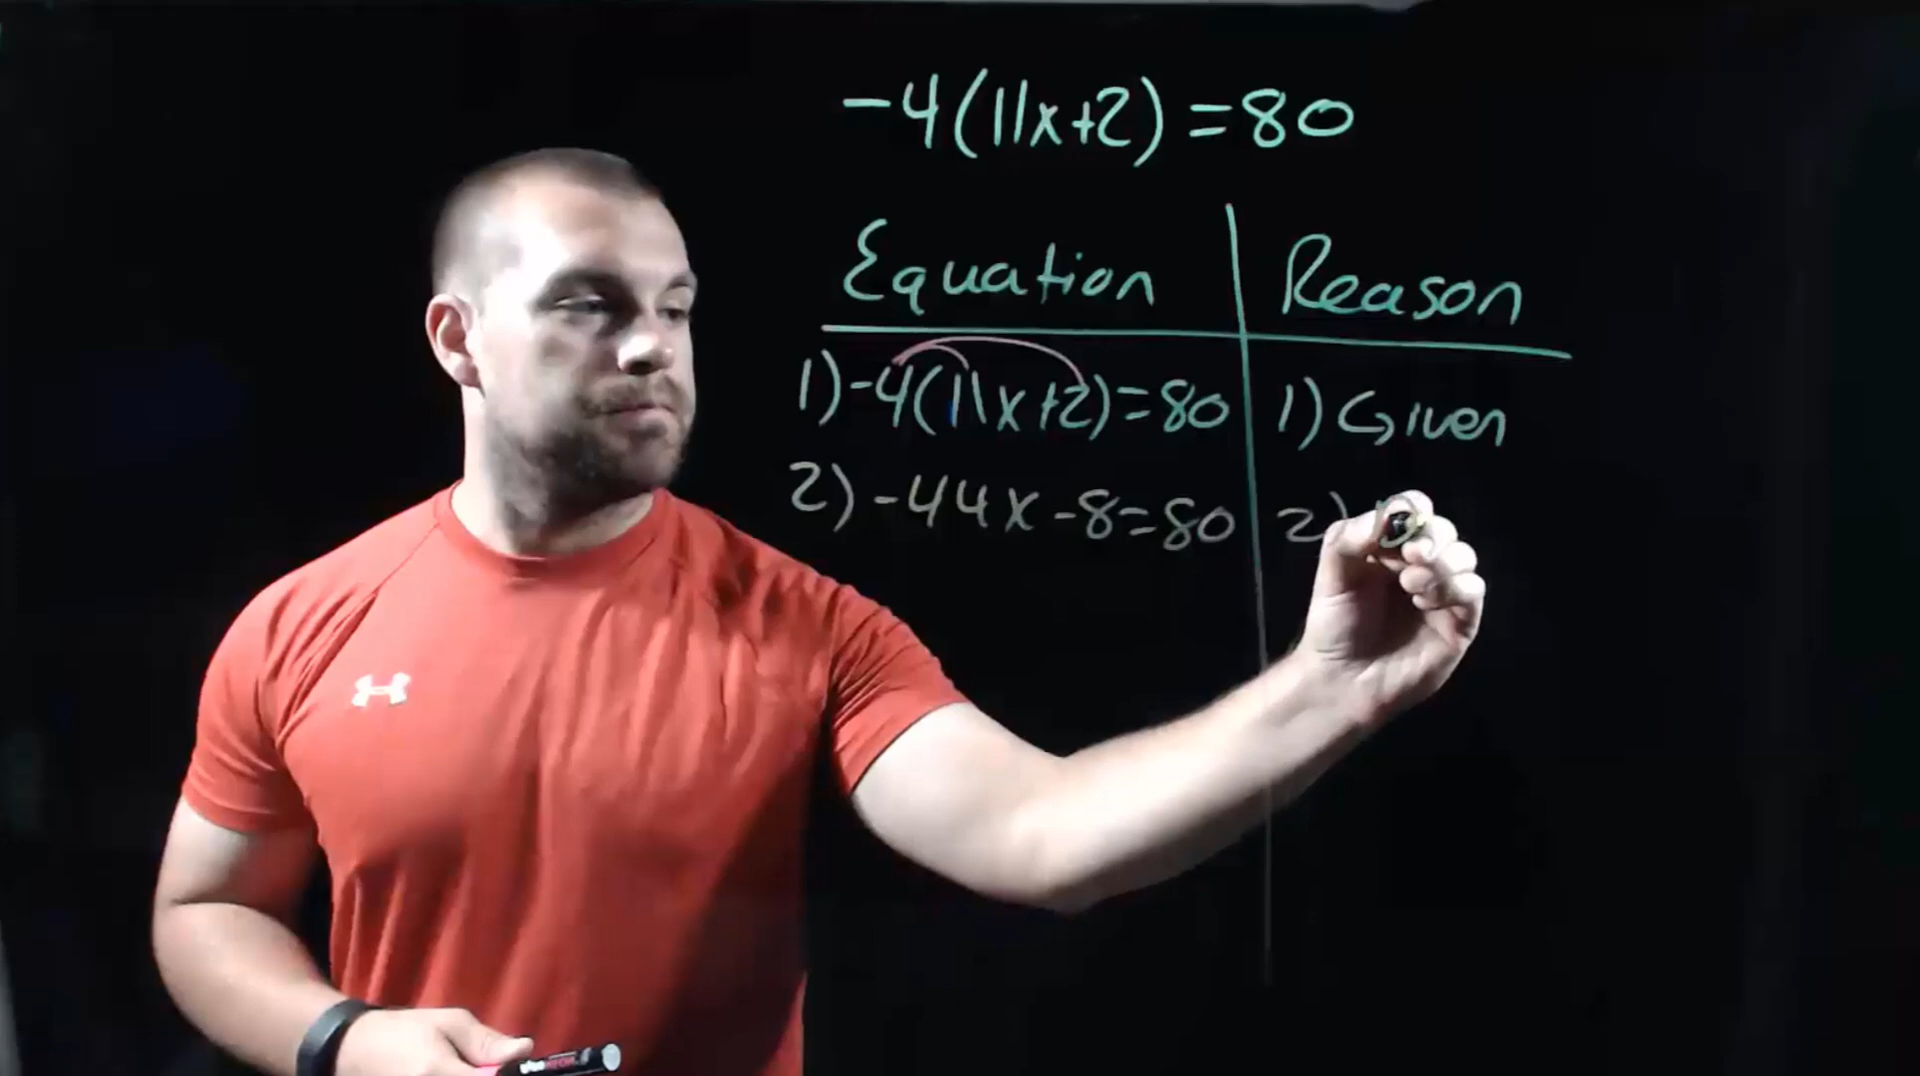 -4(11x+2)=80
Equation Reason
1) -4(11x+2)=80 1) Given
2) -44x-8=80 2)